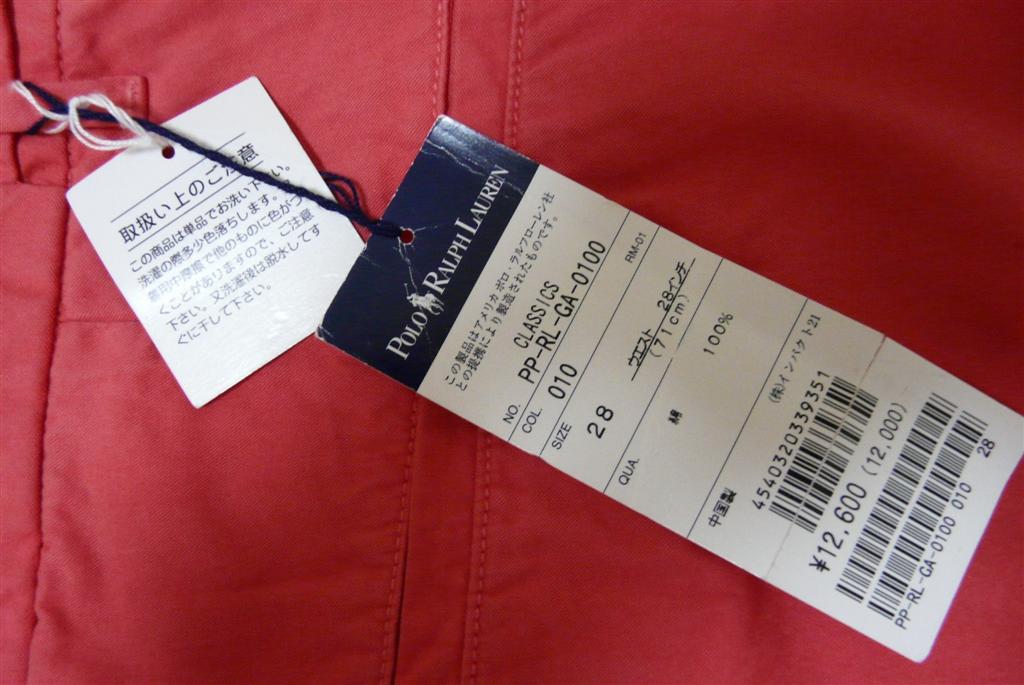 取扱い上のご注意
この商品は単品でお洗い下さい。
洗濯の際多少色落ちします。
着用中摩擦で他のものに色がつ
くことがありますので、ご注意
下さい。又洗濯後は脱水してす
ぐに干して下さい。
POLO RALPH LAUREN
この製品はアメリカ ポロ・ラルフローレン社
との提携により製造されたものです。
CLASSICS
NO. PP-RL-GA-0100
COL. 010 RM-01
SIZE ウエスト 28インチ
28 (71cm)
QUA. 綿 100%
中国製 (株)インパクト21
4540320339351
¥12,600 (12,000)
PP-RL-GA-0100 010 28